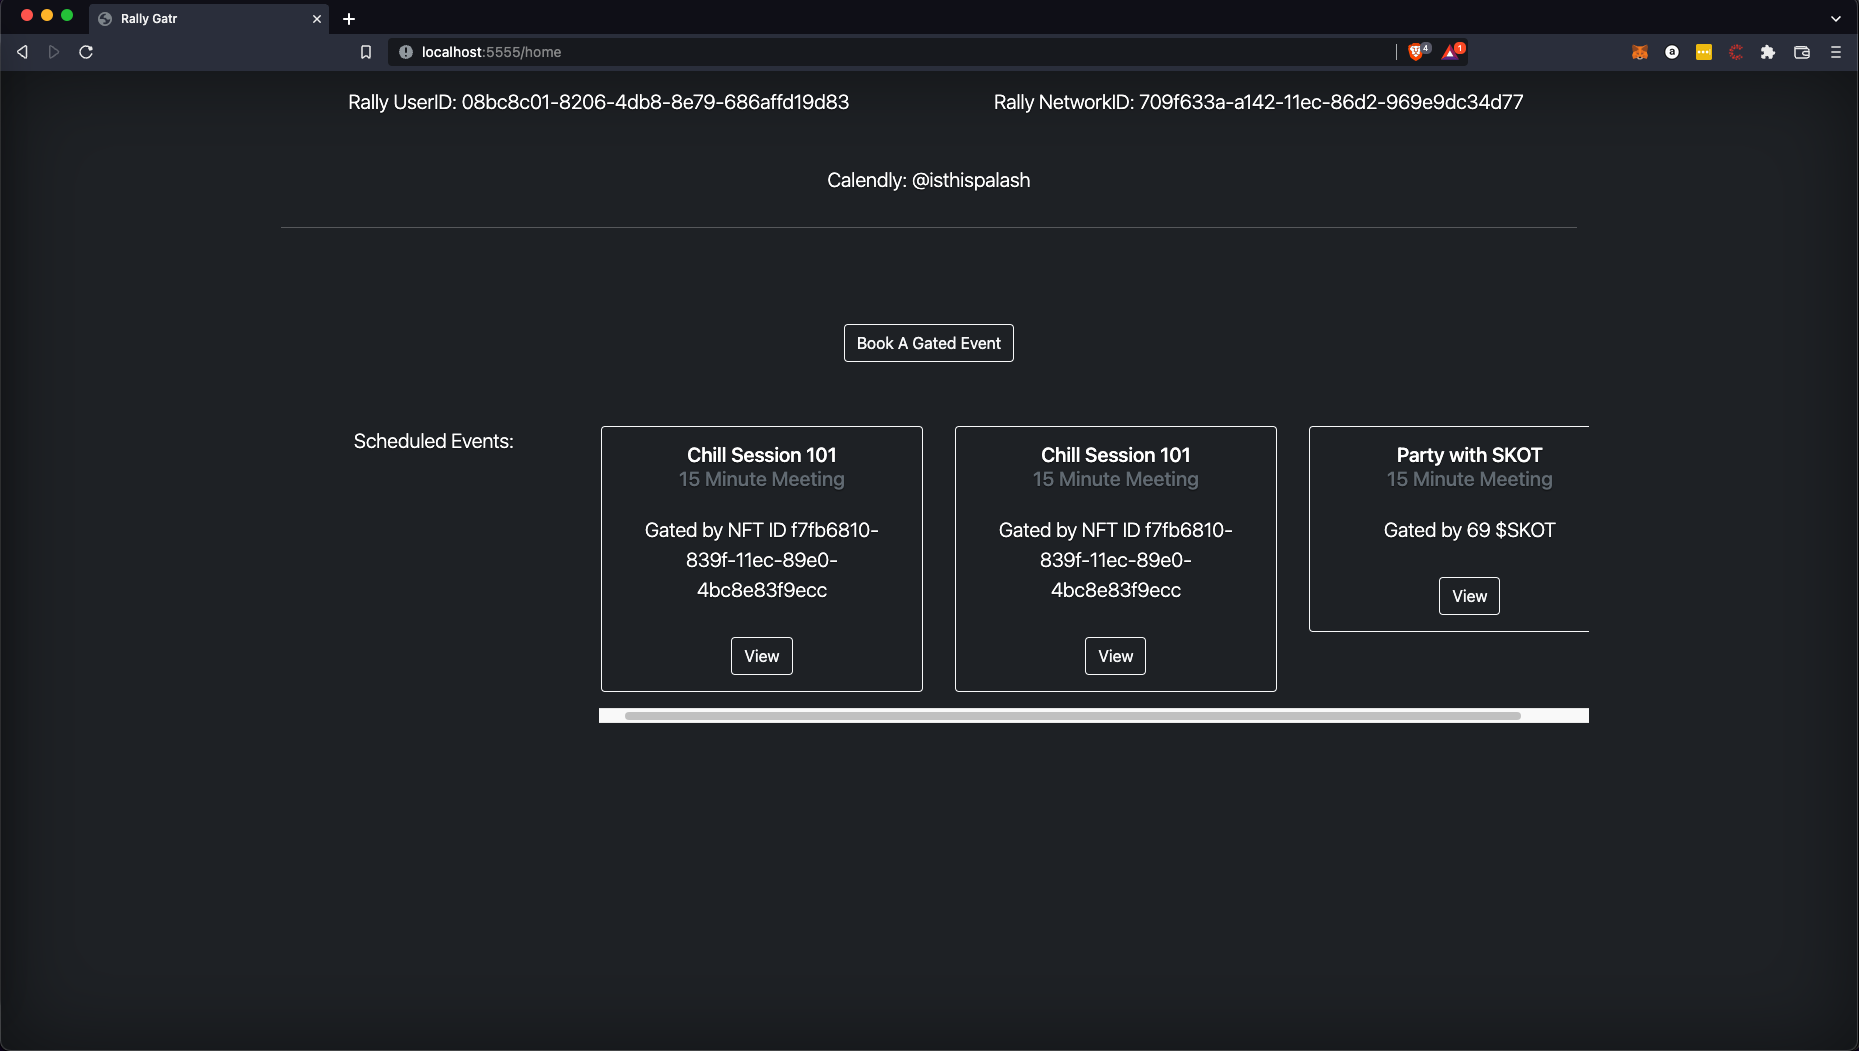 Rally Gatr
localhost:5555/home
4
1
a
Rally UserID: 08bc8c01-8206-4db8-8e79-686affd19d83
Rally NetworkID: 709f633a-a142-11ec-86d2-969e9dc34d77
Calendly: @isthispalash
Book A Gated Event
Scheduled Events:
Chill Session 101
15 Minute Meeting
Gated by NFT ID f7fb6810-
839f-11ec-89e0-
4bc8e83f9ecc
View
Chill Session 101
15 Minute Meeting
Gated by NFT ID f7fb6810-
839f-11ec-89e0-
4bc8e83f9ecc
View
Party with SKOT
15 Minute Meeting
Gated by 69 $SKOT
View